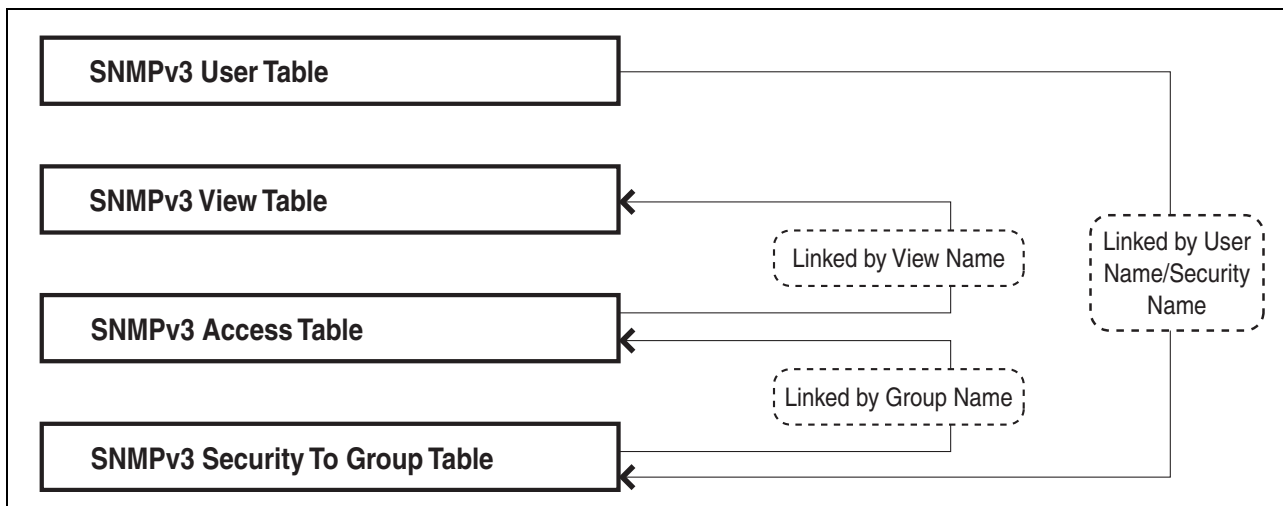 SNMPv3 User Table
SNMPv3 View Table
Linked by View Name
Linked by User
Name/Security
Name
SNMPv3 Access Table
Linked by Group Name
SNMPv3 Security To Group Table